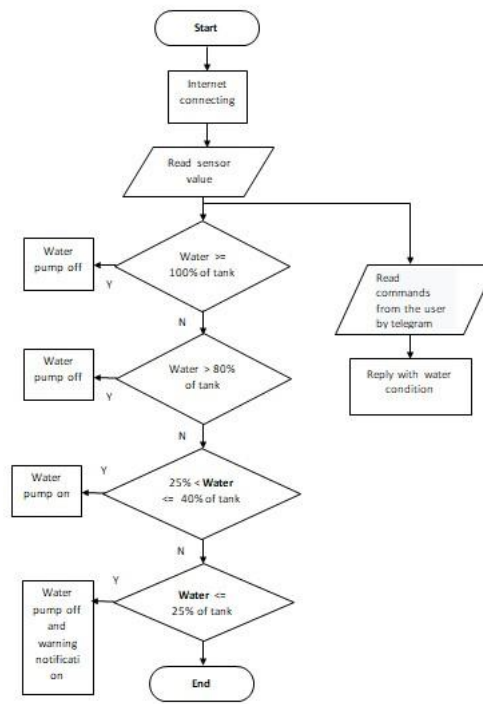 Start
Internet
connecting
Read sensor
value
Water >=
100% of tank
Water
pump off
Y
N
Read
commands
from the user
by telegram
Reply with water
condition
Water > 80%
of tank
Water
pump off
Y
N
25% < Water
<= 40% of tank
Y
Water
pump on
N
Water <=
25% of tank
Y
Water
pump off
and
warning
notificati
on
End